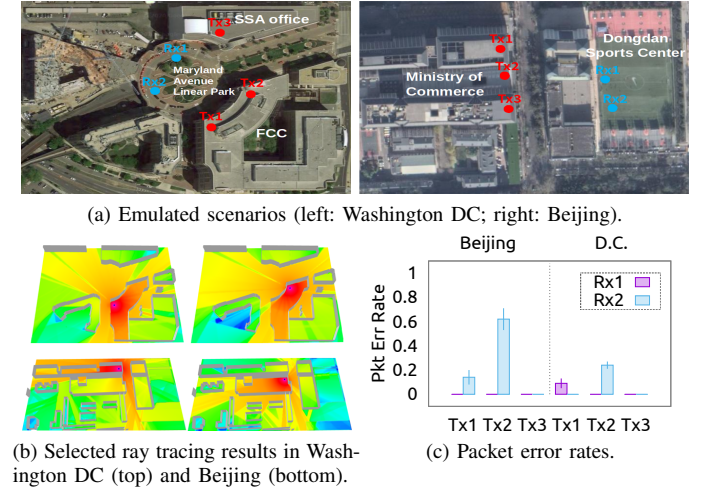 SSA office
Tx3
Rx1
Maryland
Avenue
Linear Park
Rx2
Tx2
Tx1
FCC
Tx1
Dongdan
Sports Center
Ministry of
Commerce
Tx2
Rx1
Tx3
Rx2
(a) Emulated scenarios (left: Washington DC; right: Beijing).
Beijing D.C.
Pkt Err Rate
1
0.8
0.6
0.4
0.2
0
Rx1
Rx2
Tx1 Tx2 Tx3 Tx1 Tx2 Tx3
(b) Selected ray tracing results in Wash-
ington DC (top) and Beijing (bottom).
(c) Packet error rates.